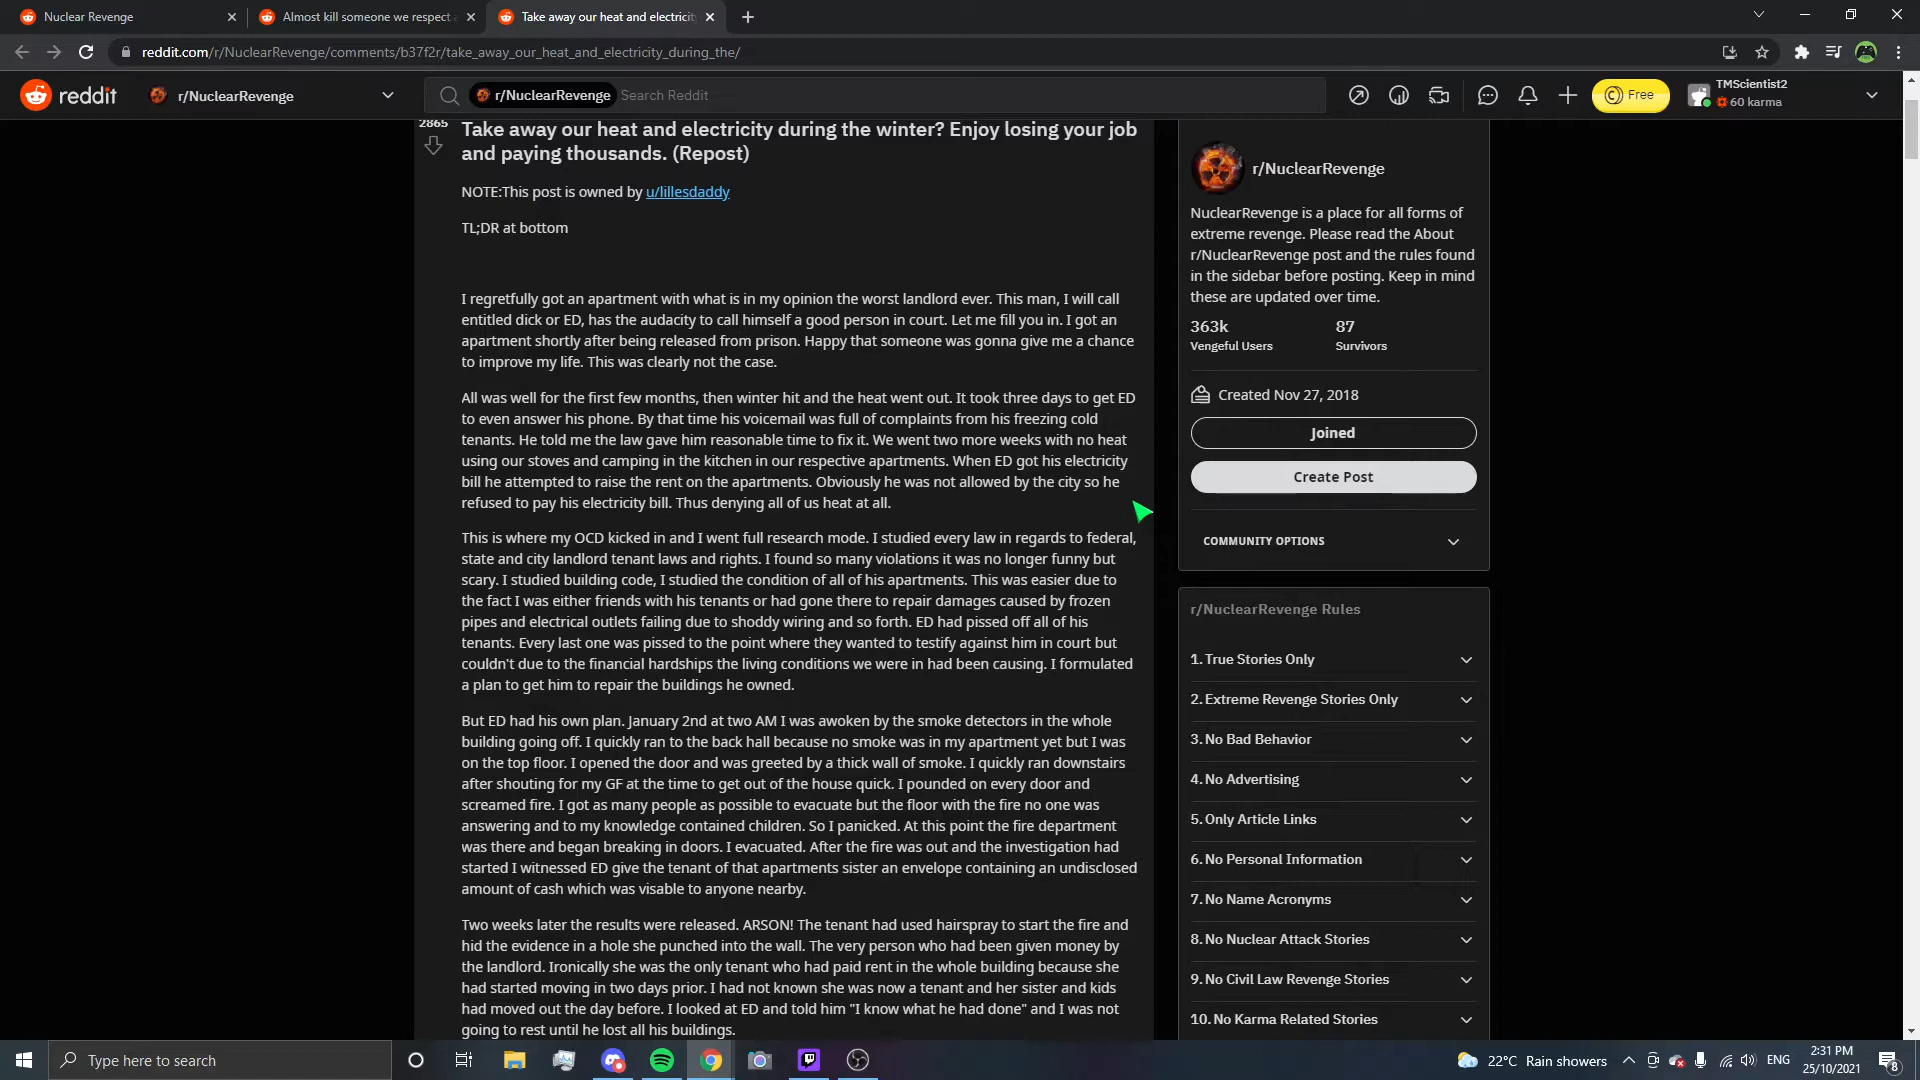 Nuclear Revenge
Almost kill someone we respect a
Take away our heat and electricity
reddit.com/r/NuclearRevenge/comments/b37f2r/take_away_our_heat_and_electricity_during_the/
reddit
r/NuclearRevenge
r/NuclearRevenge Search Reddit
Free
TMScientist2
60 karma
2865
Take away our heat and electricity during the winter? Enjoy losing your job
and paying thousands. (Repost)
NOTE:This post is owned by u/lillesdaddy
TL;DR at bottom
I regretfully got an apartment with what is in my opinion the worst landlord ever. This man, I will call
entitled dick or ED, has the audacity to call himself a good person in court. Let me fill you in. I got an
apartment shortly after being released from prison. Happy that someone was gonna give me a chance
to improve my life. This was clearly not the case.
All was well for the first few months, then winter hit and the heat went out. It took three days to get ED
to even answer his phone. By that time his voicemail was full of complaints from his freezing cold
tenants. He told me the law gave him reasonable time to fix it. We went two more weeks with no heat
using our stoves and camping in the kitchen in our respective apartments. When ED got his electricity
bill he attempted to raise the rent on the apartments. Obviously he was not allowed by the city so he
refused to pay his electricity bill. Thus denying all of us heat at all.
This is where my OCD kicked in and I went full research mode. I studied every law in regards to federal,
state and city landlord tenant laws and rights. I found so many violations it was no longer funny but
scary. I studied building code, I studied the condition of all of his apartments. This was easier due to
the fact I was either friends with his tenants or had gone there to repair damages caused by frozen
pipes and electrical outlets failing due to shoddy wiring and so forth. ED had pissed off all of his
tenants. Every last one was pissed to the point where they wanted to testify against him in court but
couldn't due to the financial hardships the living conditions we were in had been causing. I formulated
a plan to get him to repair the buildings he owned.
But ED had his own plan. January 2nd at two AM I was awoken by the smoke detectors in the whole
building going off. I quickly ran to the back hall because no smoke was in my apartment yet but I was
on the top floor. I opened the door and was greeted by a thick wall of smoke. I quickly ran downstairs
after shouting for my GF at the time to get out of the house quick. I pounded on every door and
screamed fire. I got as many people as possible to evacuate but the floor with the fire no one was
answering and to my knowledge contained children. So I panicked. At this point the fire department
was there and began breaking in doors. I evacuated. After the fire was out and the investigation had
started I witnessed ED give the tenant of that apartments sister an envelope containing an undisclosed
amount of cash which was visable to anyone nearby.
Two weeks later the results were released. ARSON! The tenant had used hairspray to start the fire and
hid the evidence in a hole she punched into the wall. The very person who had been given money by
the landlord. Ironically she was the only tenant who had paid rent in the whole building because she
had started moving in two days prior. I had not known she was now a tenant and her sister and kids
had moved out the day before. I looked at ED and told him "I know what he had done" and I was not
going to rest until he lost all his buildings.
r/NuclearRevenge
NuclearRevenge is a place for all forms of
extreme revenge. Please read the About
r/NuclearRevenge post and the rules found
in the sidebar before posting. Keep in mind
these are updated over time.
363k 87
Vengeful Users Survivors
Created Nov 27, 2018
Joined
Create Post
COMMUNITY OPTIONS
r/NuclearRevenge Rules
1. True Stories Only
2. Extreme Revenge Stories Only
3. No Bad Behavior
4. No Advertising
5. Only Article Links
6. No Personal Information
7. No Name Acronyms
8. No Nuclear Attack Stories
9. No Civil Law Revenge Stories
10. No Karma Related Stories
Type here to search
22°C Rain showers
ENG
2:31 PM
25/10/2021
8